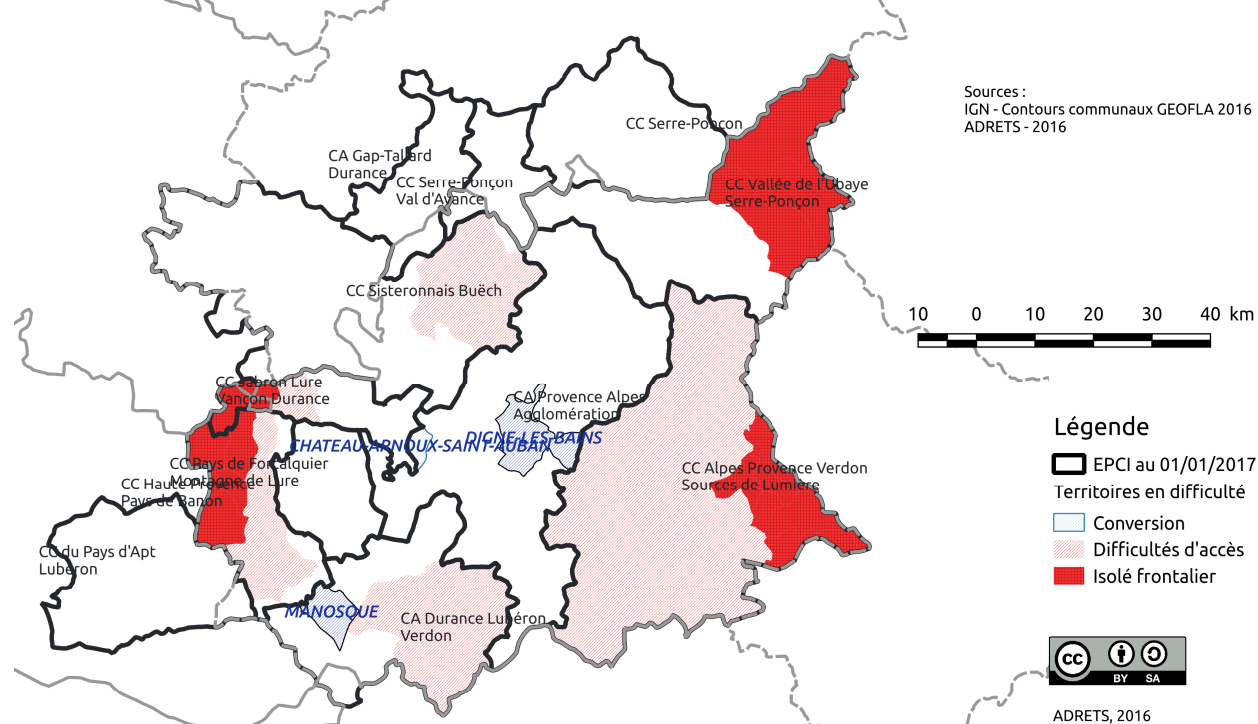 Sources :
IGN - Contours communaux GEOFLA 2016
ADRETS - 2016
CC Serre-Ponçon
CA Gap-Tallard
Durance
CC Serre-Ponçon
Val d'Avance
CC Vallée de l'Ubaye
Serre-Ponçon
CC Sisteronnais Buëch
10 0 10 20 30 40 km
CC Jabron Lure
Vançon Durance
CA Provence Alpes
Agglomération
CHATEAU-ARNOUX-SAINT-AUBAN
DIGNE-LES-BAINS
CC Pays de Forcalquier
Montagne de Lure
CC Haute Provence
Pays de Banon
CC Alpes Provence Verdon
Sources de Lumière
CC du Pays d'Apt
Luberon
MANOSQUE
CA Durance Lubéron
Verdon
Légende
EPCI au 01/01/2017
Territoires en difficulté
Conversion
Difficultés d'accès
Isolé frontalier
cc
BY SA
ADRETS, 2016